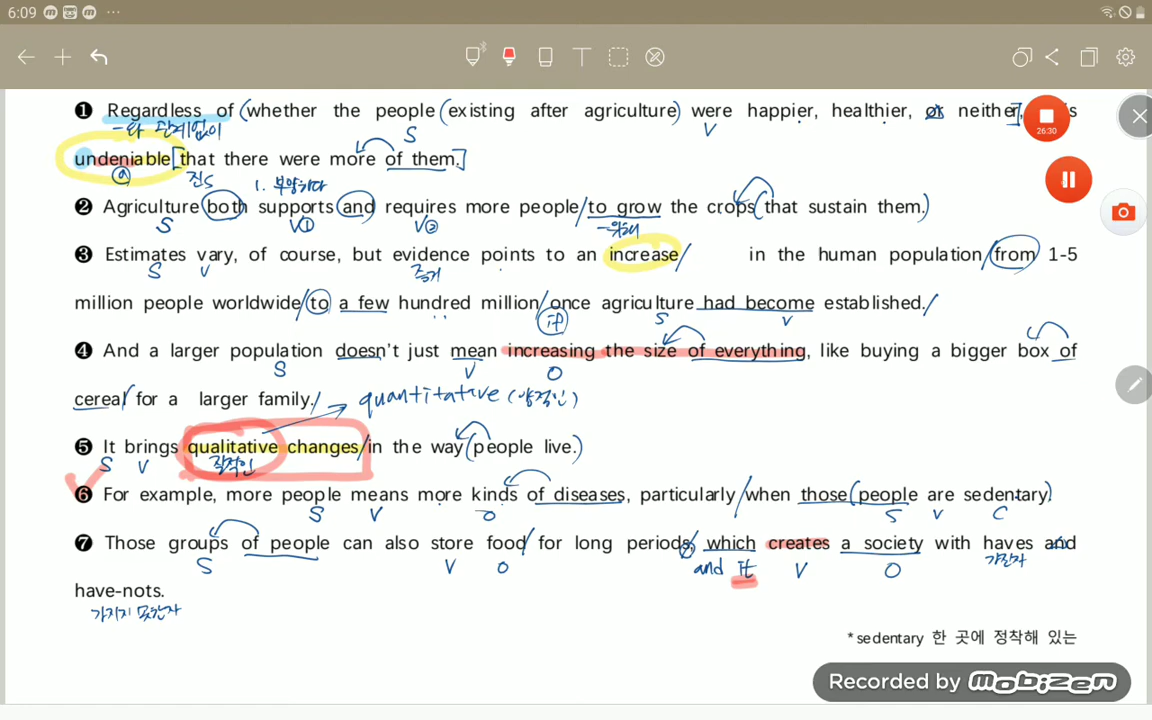 6:09
26:30
❶ Regardless of (whether the people (existing after agriculture) were happier, healthier, or neither], is
-와 관계없이 S V
undeniable [that there were more of them.]
ⓐ 진S 1. 부양하다
❷ Agriculture both supports and requires more people/ to grow the crops (that sustain them.)
S V① V② -위해
❸ Estimates vary, of course, but evidence points to an increase/ in the human population/ from 1-5
S V 증거
million people worldwide/ to a few hundred million/ once agriculture had become established./
S V
❹ And a larger population doesn't just mean increasing the size of everything, like buying a bigger box of
S V O
cereal/ for a larger family./ quantitative (양적인)
❺ It brings qualitative changes/ in the way (people live.)
S V 질적인
❻ For example, more people means more kinds of diseases, particularly/ when those (people are sedentary)
S V O S V C
❼ Those groups of people can also store food/ for long periods, which creates a society with haves and
S V O and It V O 가진자
have-nots.
가지지 못한자
*sedentary 한 곳에 정착해 있는
Recorded by mobizen